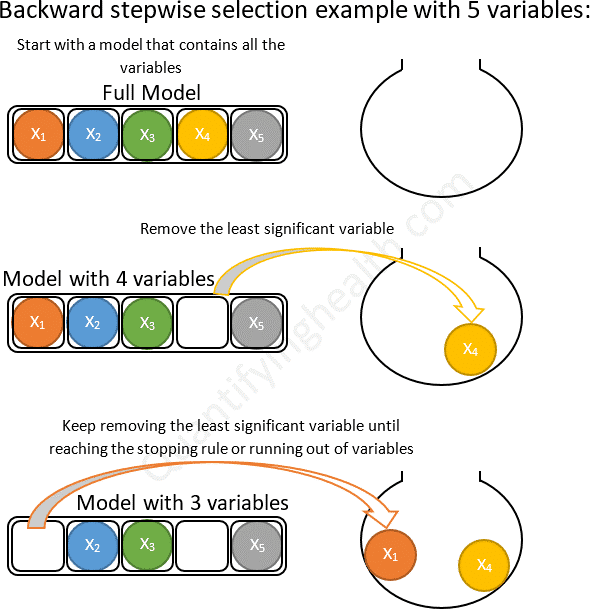 Backward stepwise selection example with 5 variables:
Start with a model that contains all the
variables
Full Model
X₁ X₂ X₃ X₄ X₅
Remove the least significant variable
Model with 4 variables
X₁ X₂ X₃ X₅
X₄
Keep removing the least significant variable until
reaching the stopping rule or running out of variables
Model with 3 variables
X₂ X₃ X₅
X₁ X₄
Quantifyinghealth.com